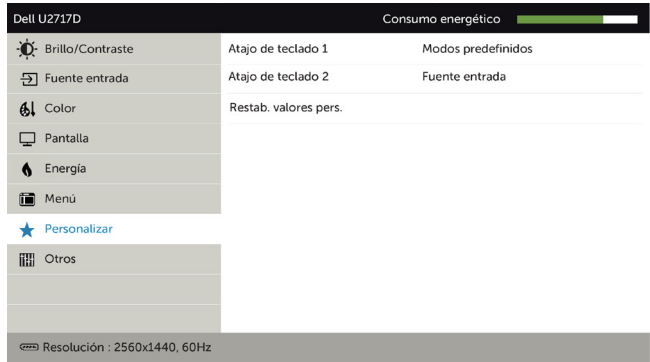 Dell U2717D Consumo energético
Brillo/Contraste Atajo de teclado 1 Modos predefinidos
Fuente entrada Atajo de teclado 2 Fuente entrada
Color Restab. valores pers.
Pantalla
Energía
Menú
Personalizar
Otros
Resolución : 2560x1440, 60Hz